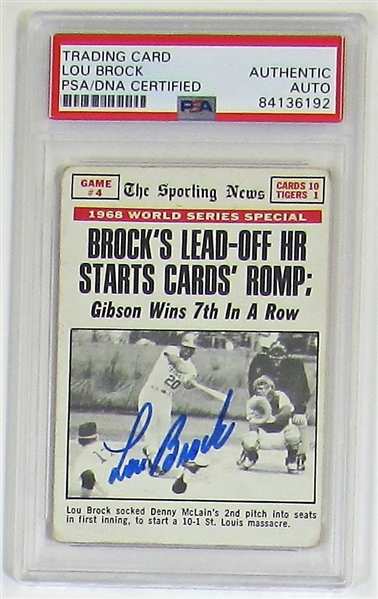 TRADING CARD
LOU BROCK
PSA/DNA CERTIFIED
AUTHENTIC
AUTO
84136192
PSA
GAME
#4
The Sporting News
CARDS 10
TIGERS 1
1968 WORLD SERIES SPECIAL
BROCK'S LEAD-OFF HR
STARTS CARDS' ROMP:
Gibson Wins 7th In A Row
20
Lou Brock
Lou Brock socked Denny McLain's 2nd pitch into seats
in first inning, to start a 10-1 St. Louis massacre.